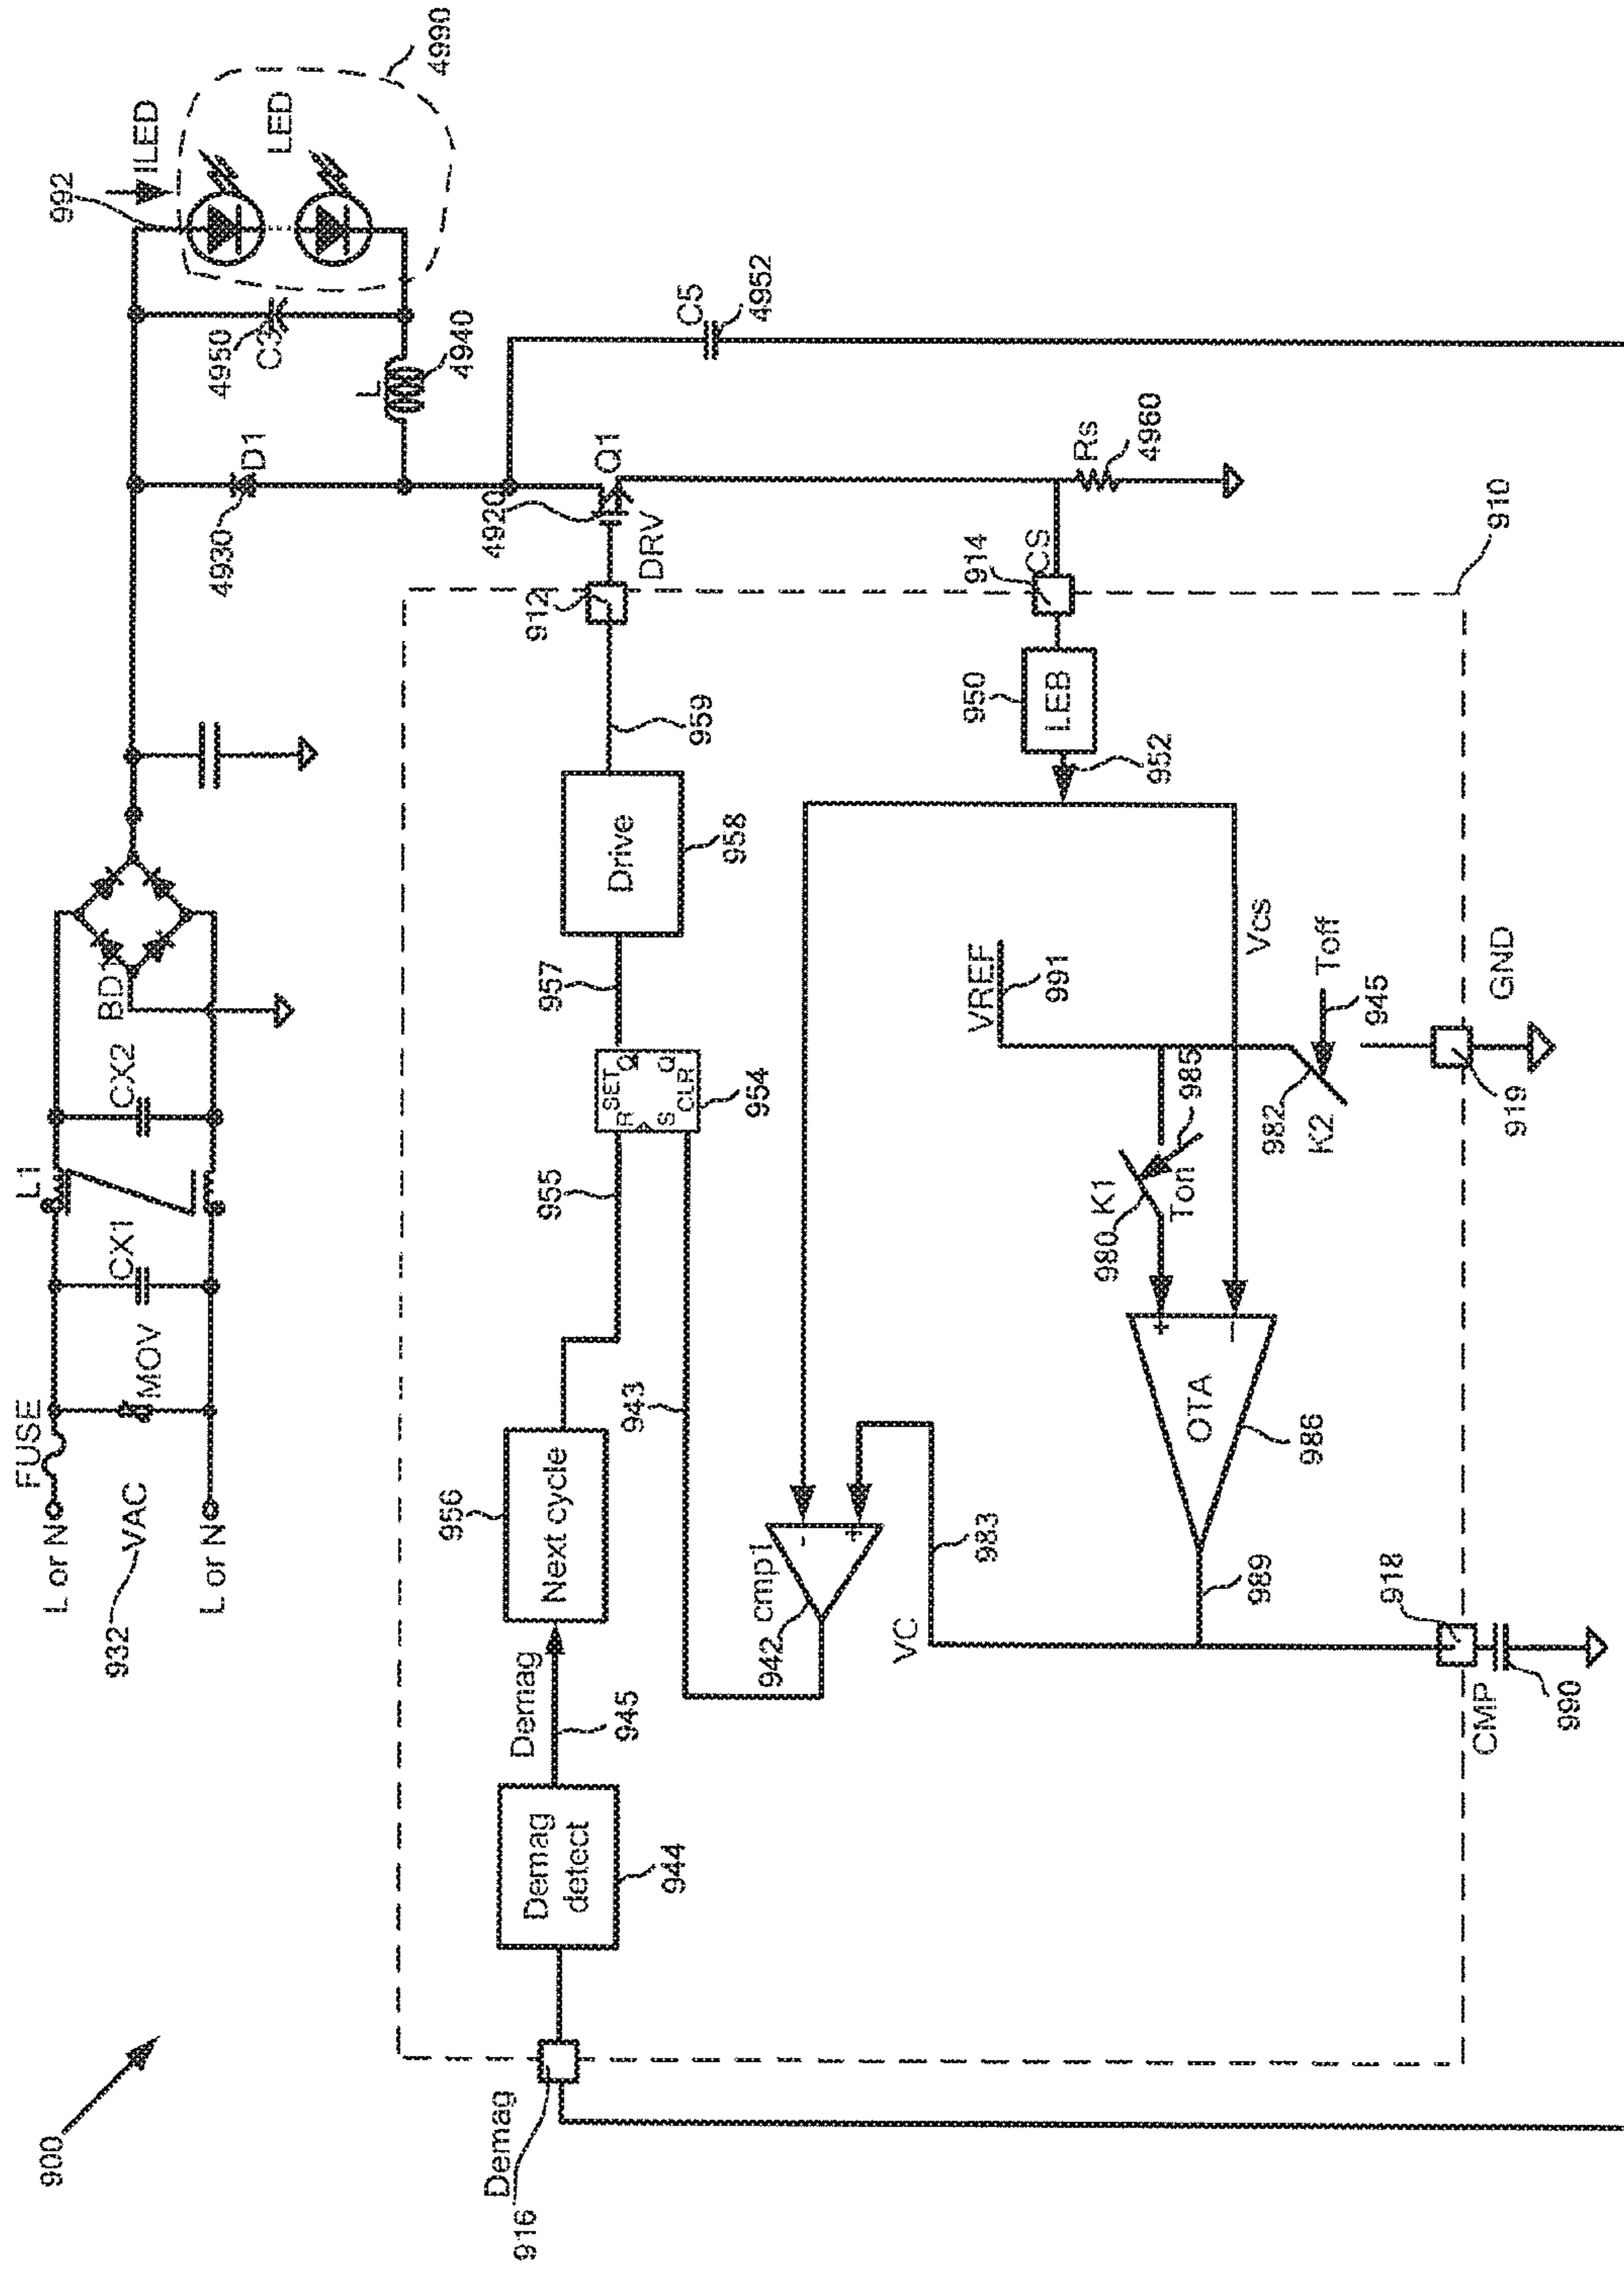 900
L or N
FUSE
932
VAC
L or N
MOV
CX1
L1
CX2
BD1
4930
D1
4950
C3
L
4940
992
ILED
LED
4990
C5
4952
4920
Q1
DRV
912
914
CS
Rs
4960
910
Demag
916
Demag
detect
944
Demag
945
956
Next cycle
955
SET
R
Q
S
Q
CLR
954
957
Drive
958
959
943
942
cmp1
VC
983
950
LEB
952
VREF
991
Vcs
985
K1
980
Ton
982
K2
Toff
945
OTA
986
989
918
CMP
990
919
GND